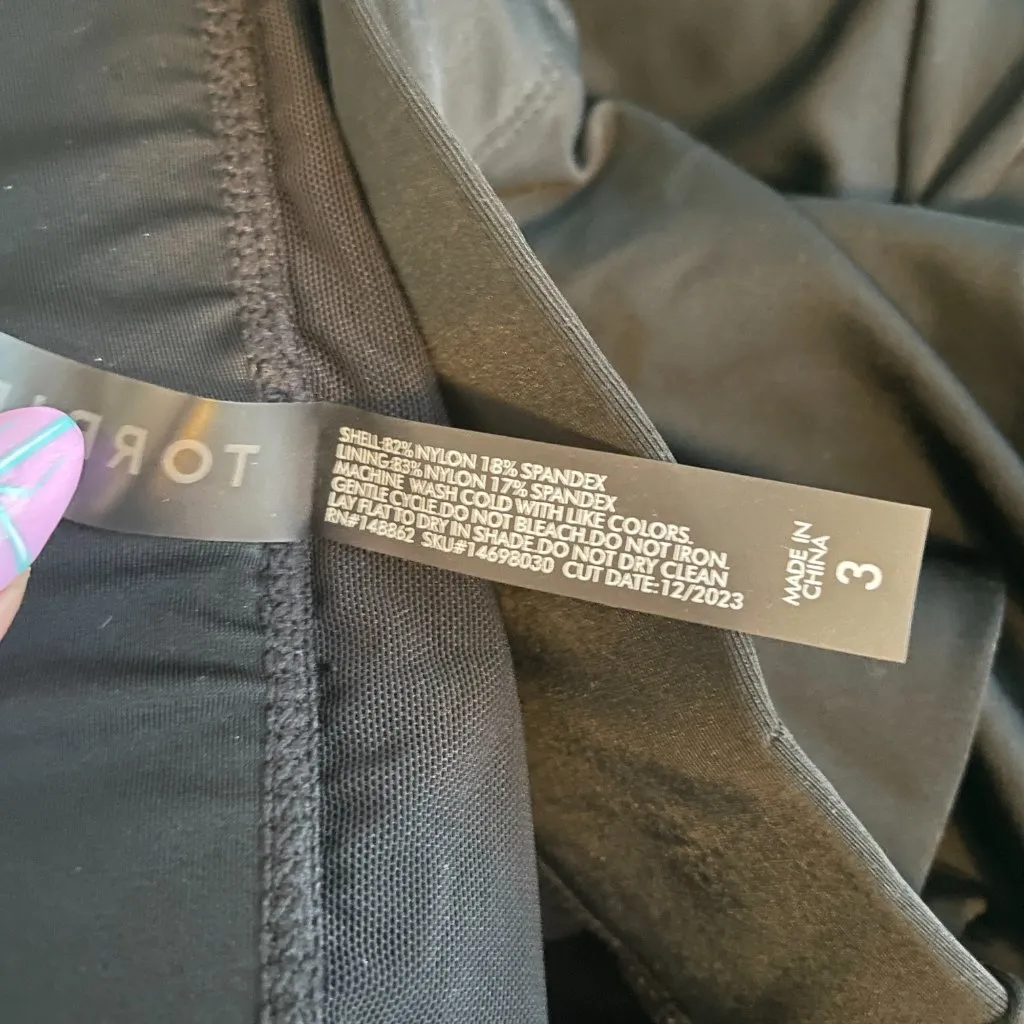 TORR
SHELL:82% NYLON 18% SPANDEX
LINING:83% NYLON 17% SPANDEX
MACHINE WASH COLD WITH LIKE COLORS.
GENTLE CYCLE.DO NOT BLEACH.DO NOT IRON.
LAY FLAT TO DRY IN SHADE.DO NOT DRY CLEAN
RN#148862 SKU#14698030 CUT DATE:12/2023
MADE IN
CHINA
3